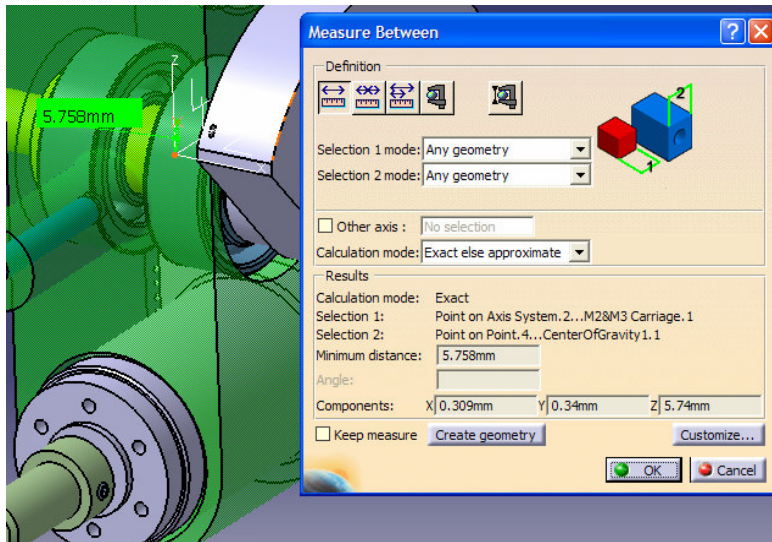 Measure Between
Definition
2
1
Selection 1 mode: Any geometry
Selection 2 mode: Any geometry
Other axis : No selection
Calculation mode: Exact else approximate
Results
Calculation mode: Exact
Selection 1: Point on Axis System.2...M2&M3 Carriage.1
Selection 2: Point on Point.4...CenterOfGravity1.1
Minimum distance: 5.758mm
Angle:
Components: X 0.309mm Y 0.34mm Z 5.74mm
Keep measure Create geometry Customize...
OK Cancel
5.758mm
z
x